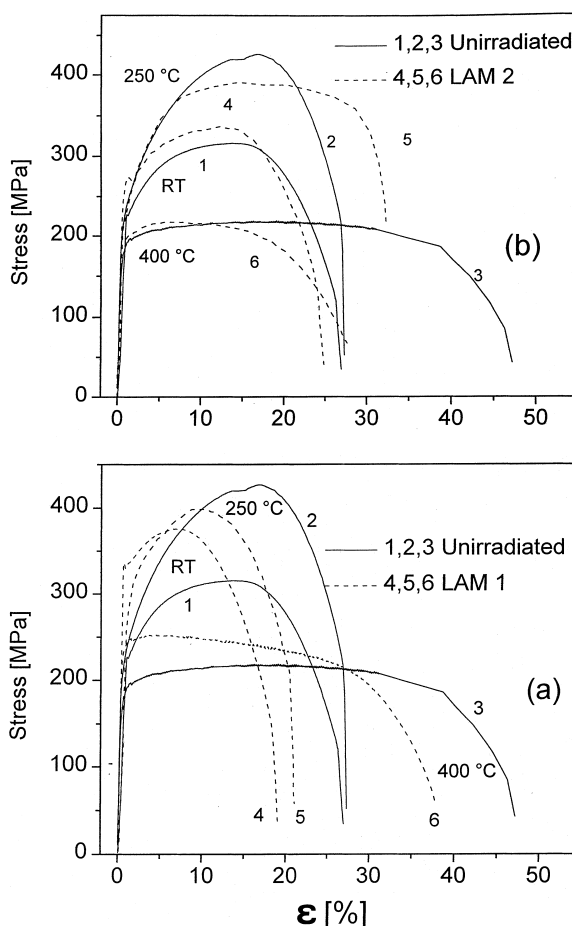 400
300
200
100
0
Stress [MPa]
1,2,3 Unirradiated
4,5,6 LAM 2
250 °C
4
2
5
1
RT
400 °C
6
3
(b)
0
10
20
30
40
50
400
300
200
100
0
Stress [MPa]
250 °C
2
1,2,3 Unirradiated
4,5,6 LAM 1
RT
1
(a)
3
400 °C
4
5
6
0
10
20
30
40
50
ε [%]